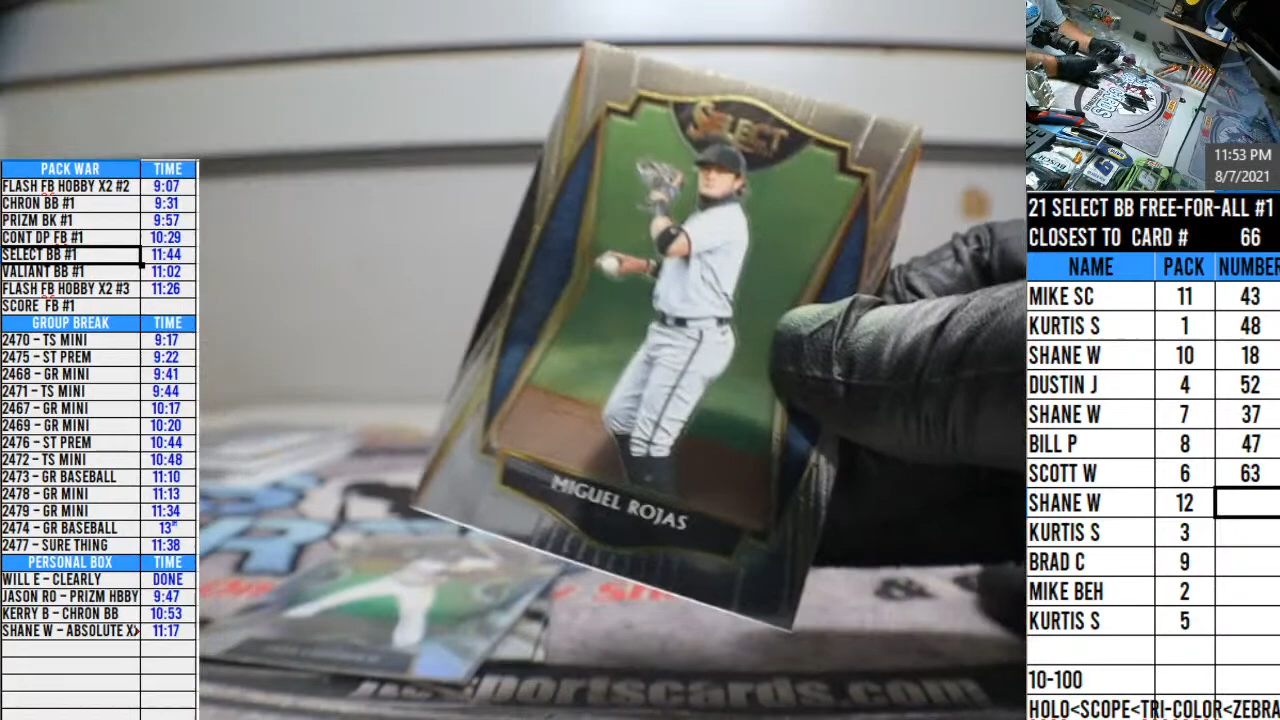 PACK WAR TIME
FLASH FB HOBBY X2 #2 9:07
CHRON BB #1 9:31
PRIZM BK #1 9:57
CONT DP FB #1 10:29
SELECT BB #1 11:44
VALIANT BB #1 11:02
FLASH FB HOBBY X2 #3 11:26
SCORE FB #1
GROUP BREAK TIME
2470 - TS MINI 9:17
2475 - ST PREM 9:22
2468 - GR MINI 9:41
2471 - TS MINI 9:44
2467 - GR MINI 10:17
2469 - GR MINI 10:20
2476 - ST PREM 10:44
2472 - TS MINI 10:48
2473 - GR BASEBALL 11:10
2478 - GR MINI 11:13
2479 - GR MINI 11:34
2474 - GR BASEBALL 13
2477 - SURE THING 11:38
PERSONAL BOX TIME
WILL E - CLEARLY DONE
JASON RO - PRIZM HBBY 9:47
KERRY B - CHRON BB 10:53
SHANE W - ABSOLUTE X 11:17
SELECT
MIGUEL ROJAS
sportscards.com
BUSCH
11:53 PM
8/7/2021
21 SELECT BB FREE-FOR-ALL #1
CLOSEST TO CARD # 66
NAME PACK NUMBER
MIKE SC 11 43
KURTIS S 1 48
SHANE W 10 18
DUSTIN J 4 52
SHANE W 7 37
BILL P 8 47
SCOTT W 6 63
SHANE W 12
KURTIS S 3
BRAD C 9
MIKE BEH 2
KURTIS S 5
10-100
HOLO<SCOPE<TRI-COLOR<ZEBRA